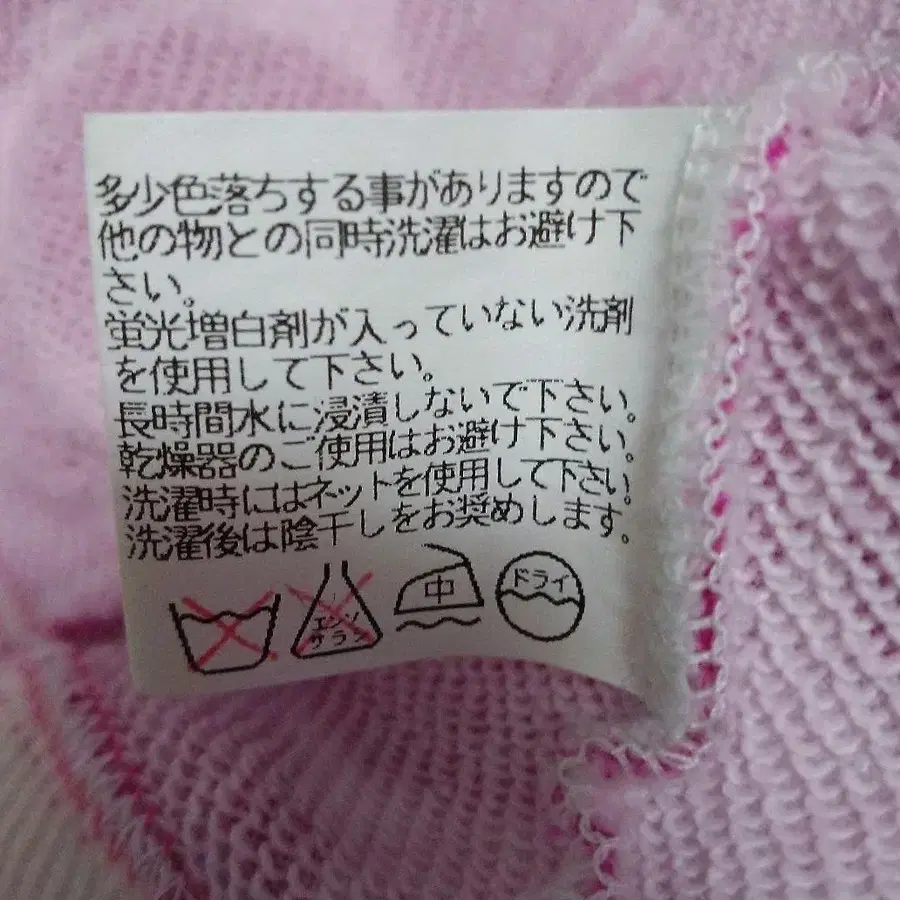 多少色落ちする事がありますので
他の物との同時洗濯はお避け下
さい。
蛍光増白剤が入っていない洗剤
を使用して下さい。
長時間水に浸漬しないで下さい。
乾燥器のご使用はお避け下さい。
洗濯時にはネットを使用して下さい。
洗濯後は陰干しをお奨めします。
エンソ
サラシ
中
ドライ